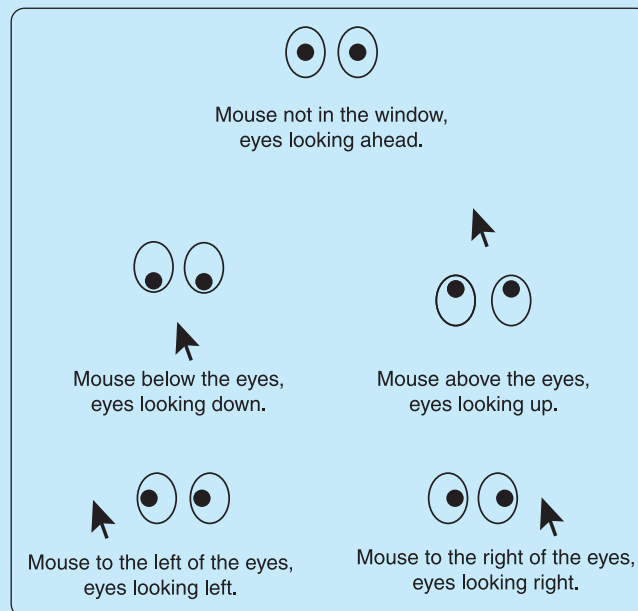 Mouse not in the window,
eyes looking ahead.
Mouse below the eyes,
eyes looking down.
Mouse above the eyes,
eyes looking up.
Mouse to the left of the eyes,
eyes looking left.
Mouse to the right of the eyes,
eyes looking right.